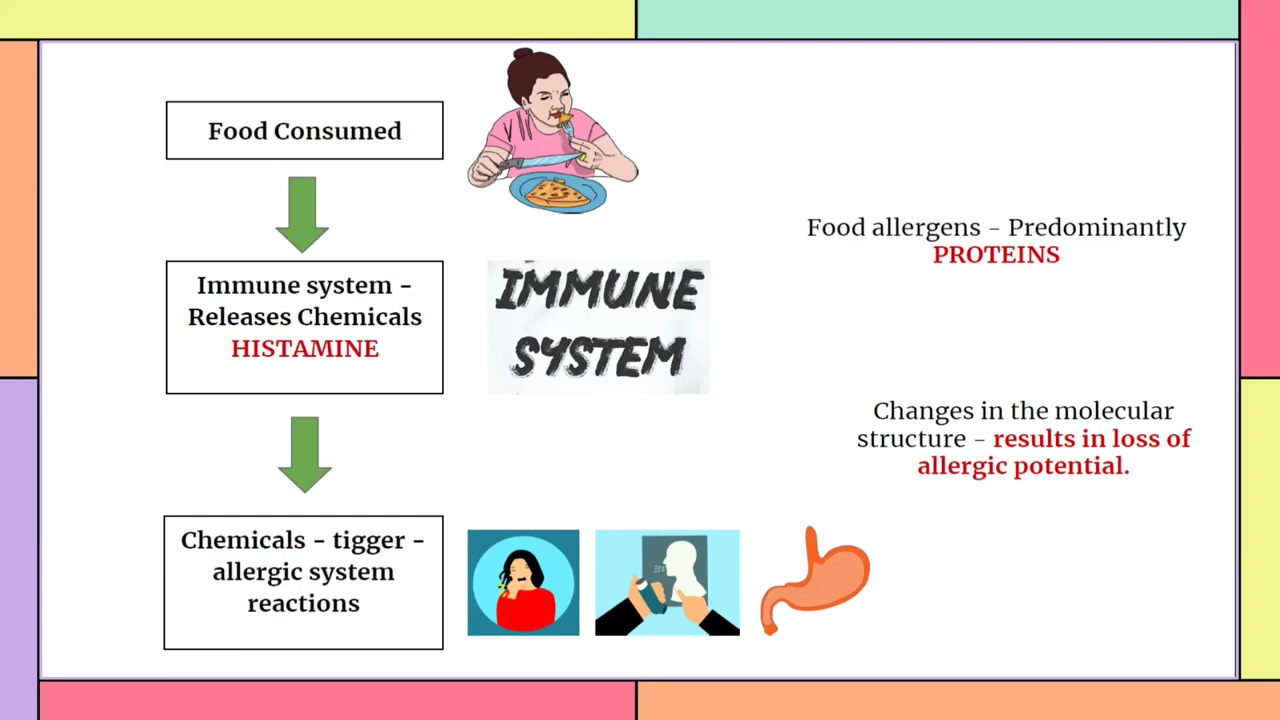 Food Consumed
Immune system -
Releases Chemicals
HISTAMINE
IMMUNE
SYSTEM
Chemicals - tigger -
allergic system
reactions
Food allergens - Predominantly
PROTEINS
Changes in the molecular
structure - results in loss of
allergic potential.